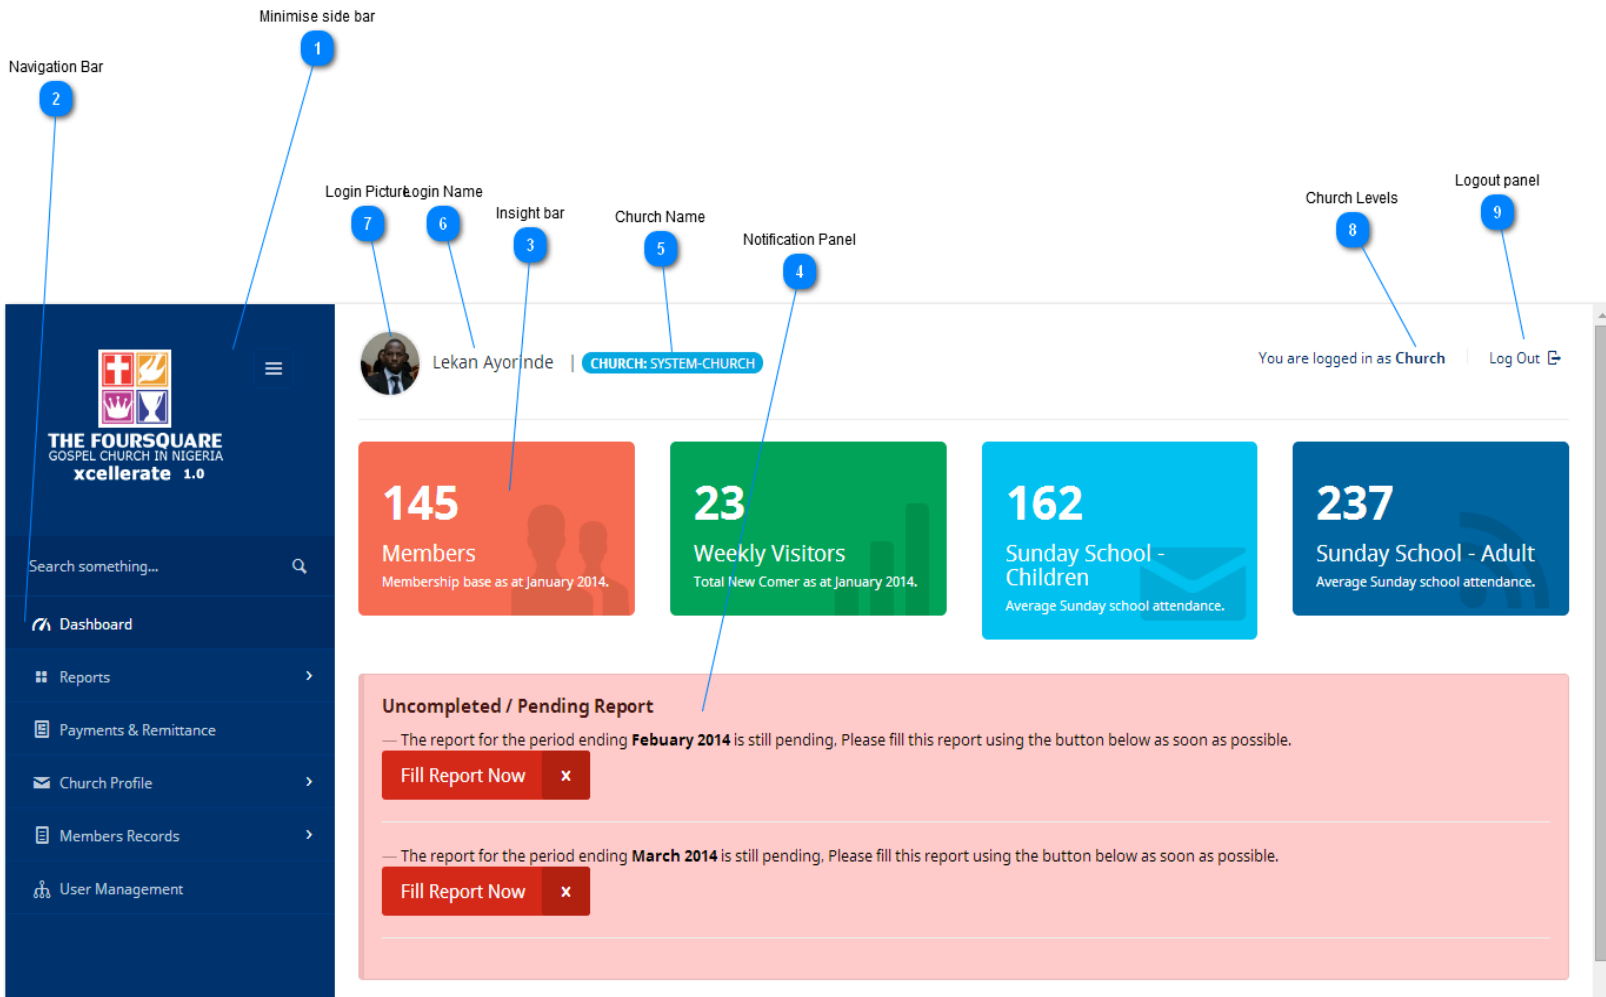 Minimise side bar
1
Navigation Bar
2
Logout panel
9
Login Picture
7
Login Name
6
Church Levels
8
Insight bar
3
Church Name
5
Notification Panel
4
THE FOURSQUARE
GOSPEL CHURCH IN NIGERIA
xcellerate 1.0
Search something...
Dashboard
Reports
Payments & Remittance
Church Profile
Members Records
User Management
Lekan Ayorinde | CHURCH: SYSTEM-CHURCH
You are logged in as Church
Log Out
145
Members
Membership base as at January 2014.
23
Weekly Visitors
Total New Comer as at January 2014.
162
Sunday School -
Children
Average Sunday school attendance.
237
Sunday School - Adult
Average Sunday school attendance.
Uncompleted / Pending Report
— The report for the period ending Febuary 2014 is still pending, Please fill this report using the button below as soon as possible.
Fill Report Now x
— The report for the period ending March 2014 is still pending, Please fill this report using the button below as soon as possible.
Fill Report Now x